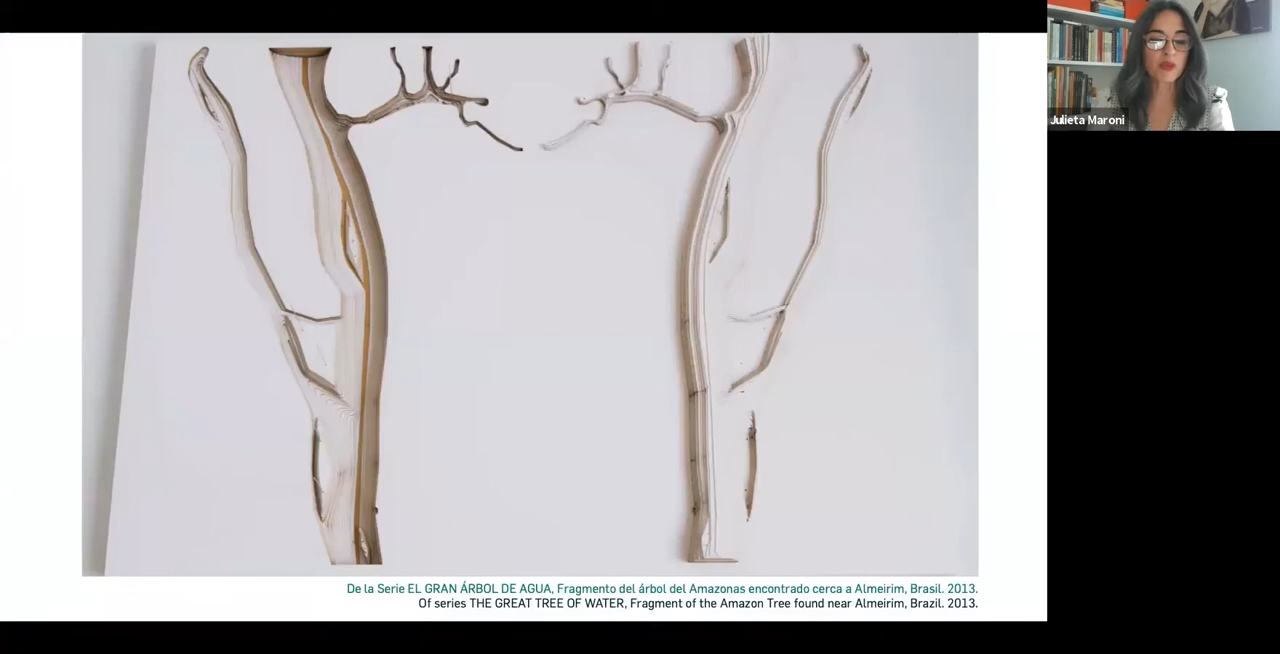 Julieta Maroni
De la Serie EL GRAN ÁRBOL DE AGUA, Fragmento del árbol del Amazonas encontrado cerca a Almeirim, Brasil. 2013.
Of series THE GREAT TREE OF WATER, Fragment of the Amazon Tree found near Almeirim, Brazil. 2013.